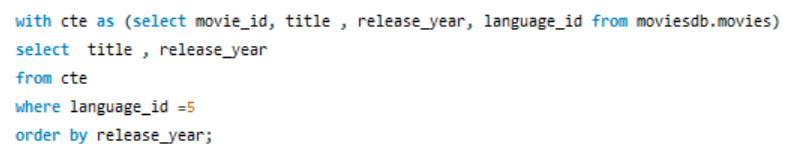 with cte as (select movie_id, title , release_year, language_id from moviesdb.movies)
select  title , release_year
from cte
where language_id =5
order by release_year;